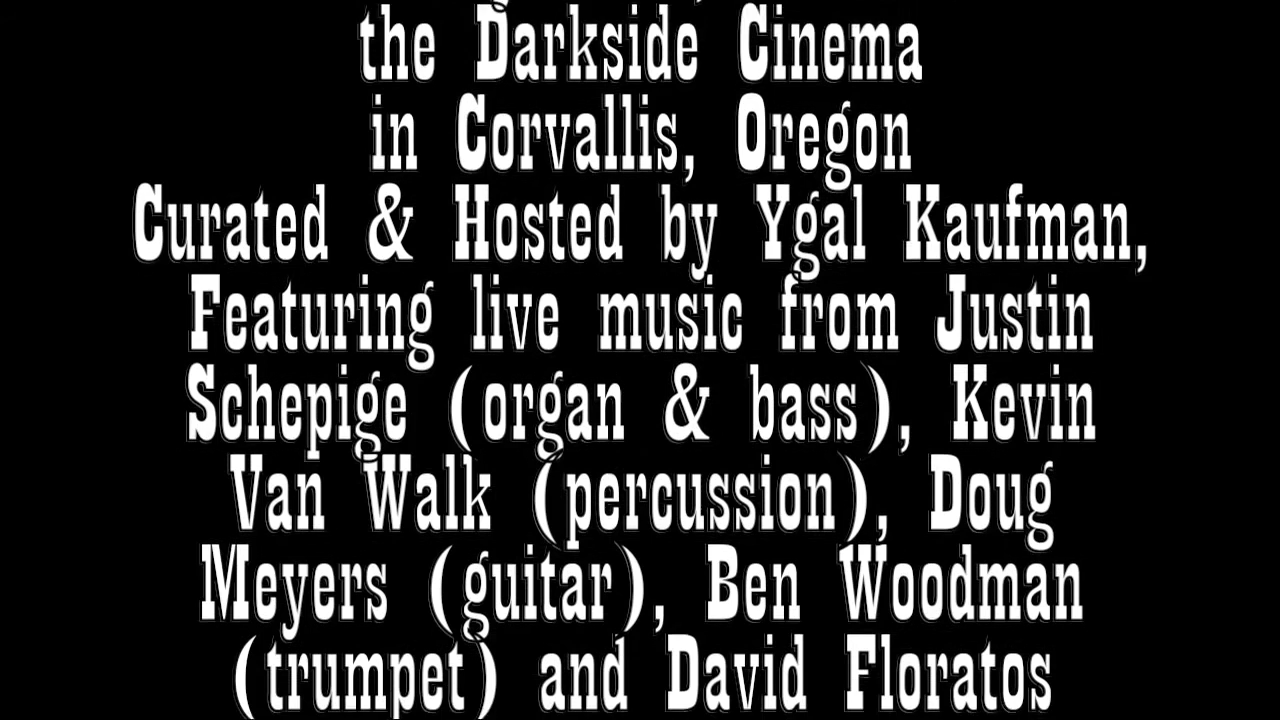 the Darkside Cinema
in Corvallis, Oregon
Curated & Hosted by Ygal Kaufman,
Featuring live music from Justin
Schepige (organ & bass), Kevin
Van Walk (percussion), Doug
Meyers (guitar), Ben Woodman
(trumpet) and David Floratos